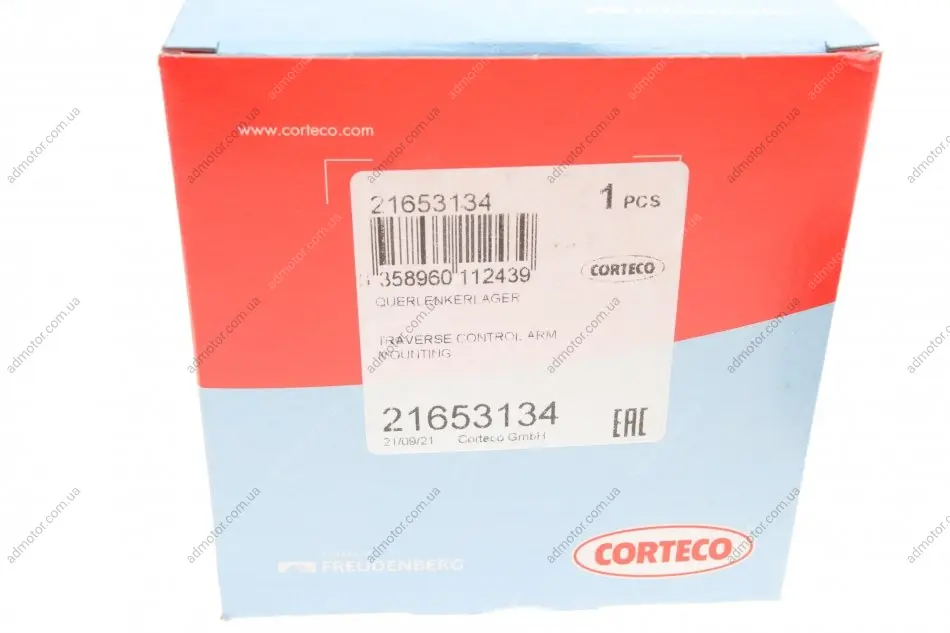 www.corteco.com
21653134
1 PCS
358960 112439
CORTECO
QUERLENKERLAGER
TRAVERSE CONTROL ARM
MOUNTING
21653134
EAC
21/09/21 Corteco GmbH
FREUDENBERG
CORTECO
admotor.com.ua